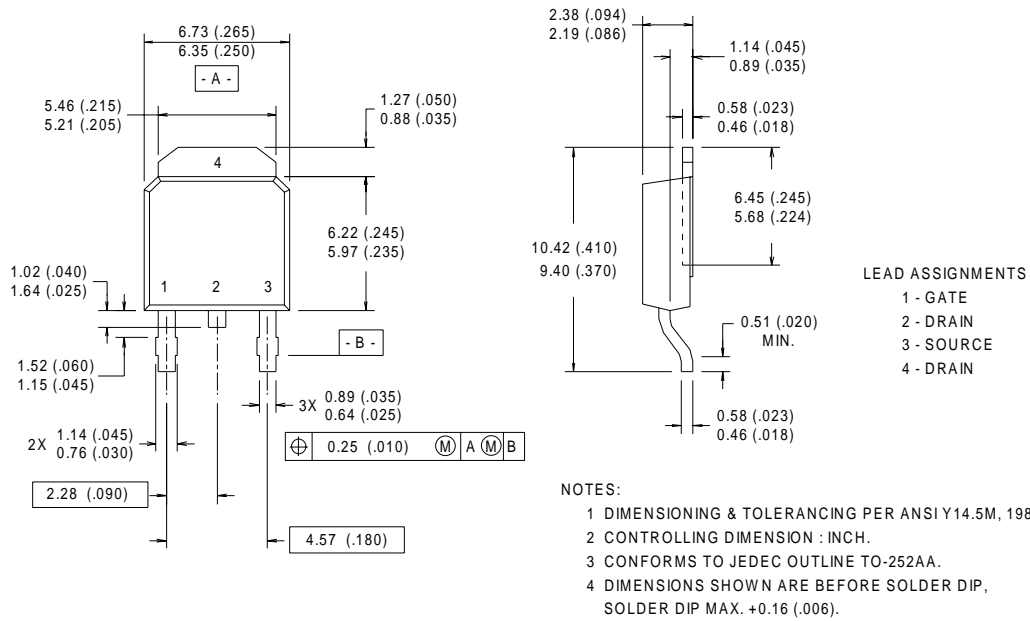 6.73 (.265)
6.35 (.250)
- A -
5.46 (.215)
5.21 (.205)
1.27 (.050)
0.88 (.035)
4
6.22 (.245)
5.97 (.235)
1.02 (.040)
1.64 (.025)
1 2 3
1.52 (.060)
1.15 (.045)
- B -
3X 0.89 (.035)
0.64 (.025)
2X 1.14 (.045)
0.76 (.030)
0.25 (.010) M A M B
2.28 (.090)
4.57 (.180)
2.38 (.094)
2.19 (.086)
1.14 (.045)
0.89 (.035)
0.58 (.023)
0.46 (.018)
6.45 (.245)
5.68 (.224)
10.42 (.410)
9.40 (.370)
0.51 (.020)
MIN.
0.58 (.023)
0.46 (.018)
LEAD ASSIGNMENTS
1 - GATE
2 - DRAIN
3 - SOURCE
4 - DRAIN
NOTES:
1 DIMENSIONING & TOLERANCING PER ANSI Y14.5M, 198
2 CONTROLLING DIMENSION : INCH.
3 CONFORMS TO JEDEC OUTLINE TO-252AA.
4 DIMENSIONS SHOWN ARE BEFORE SOLDER DIP,
SOLDER DIP MAX. +0.16 (.006).